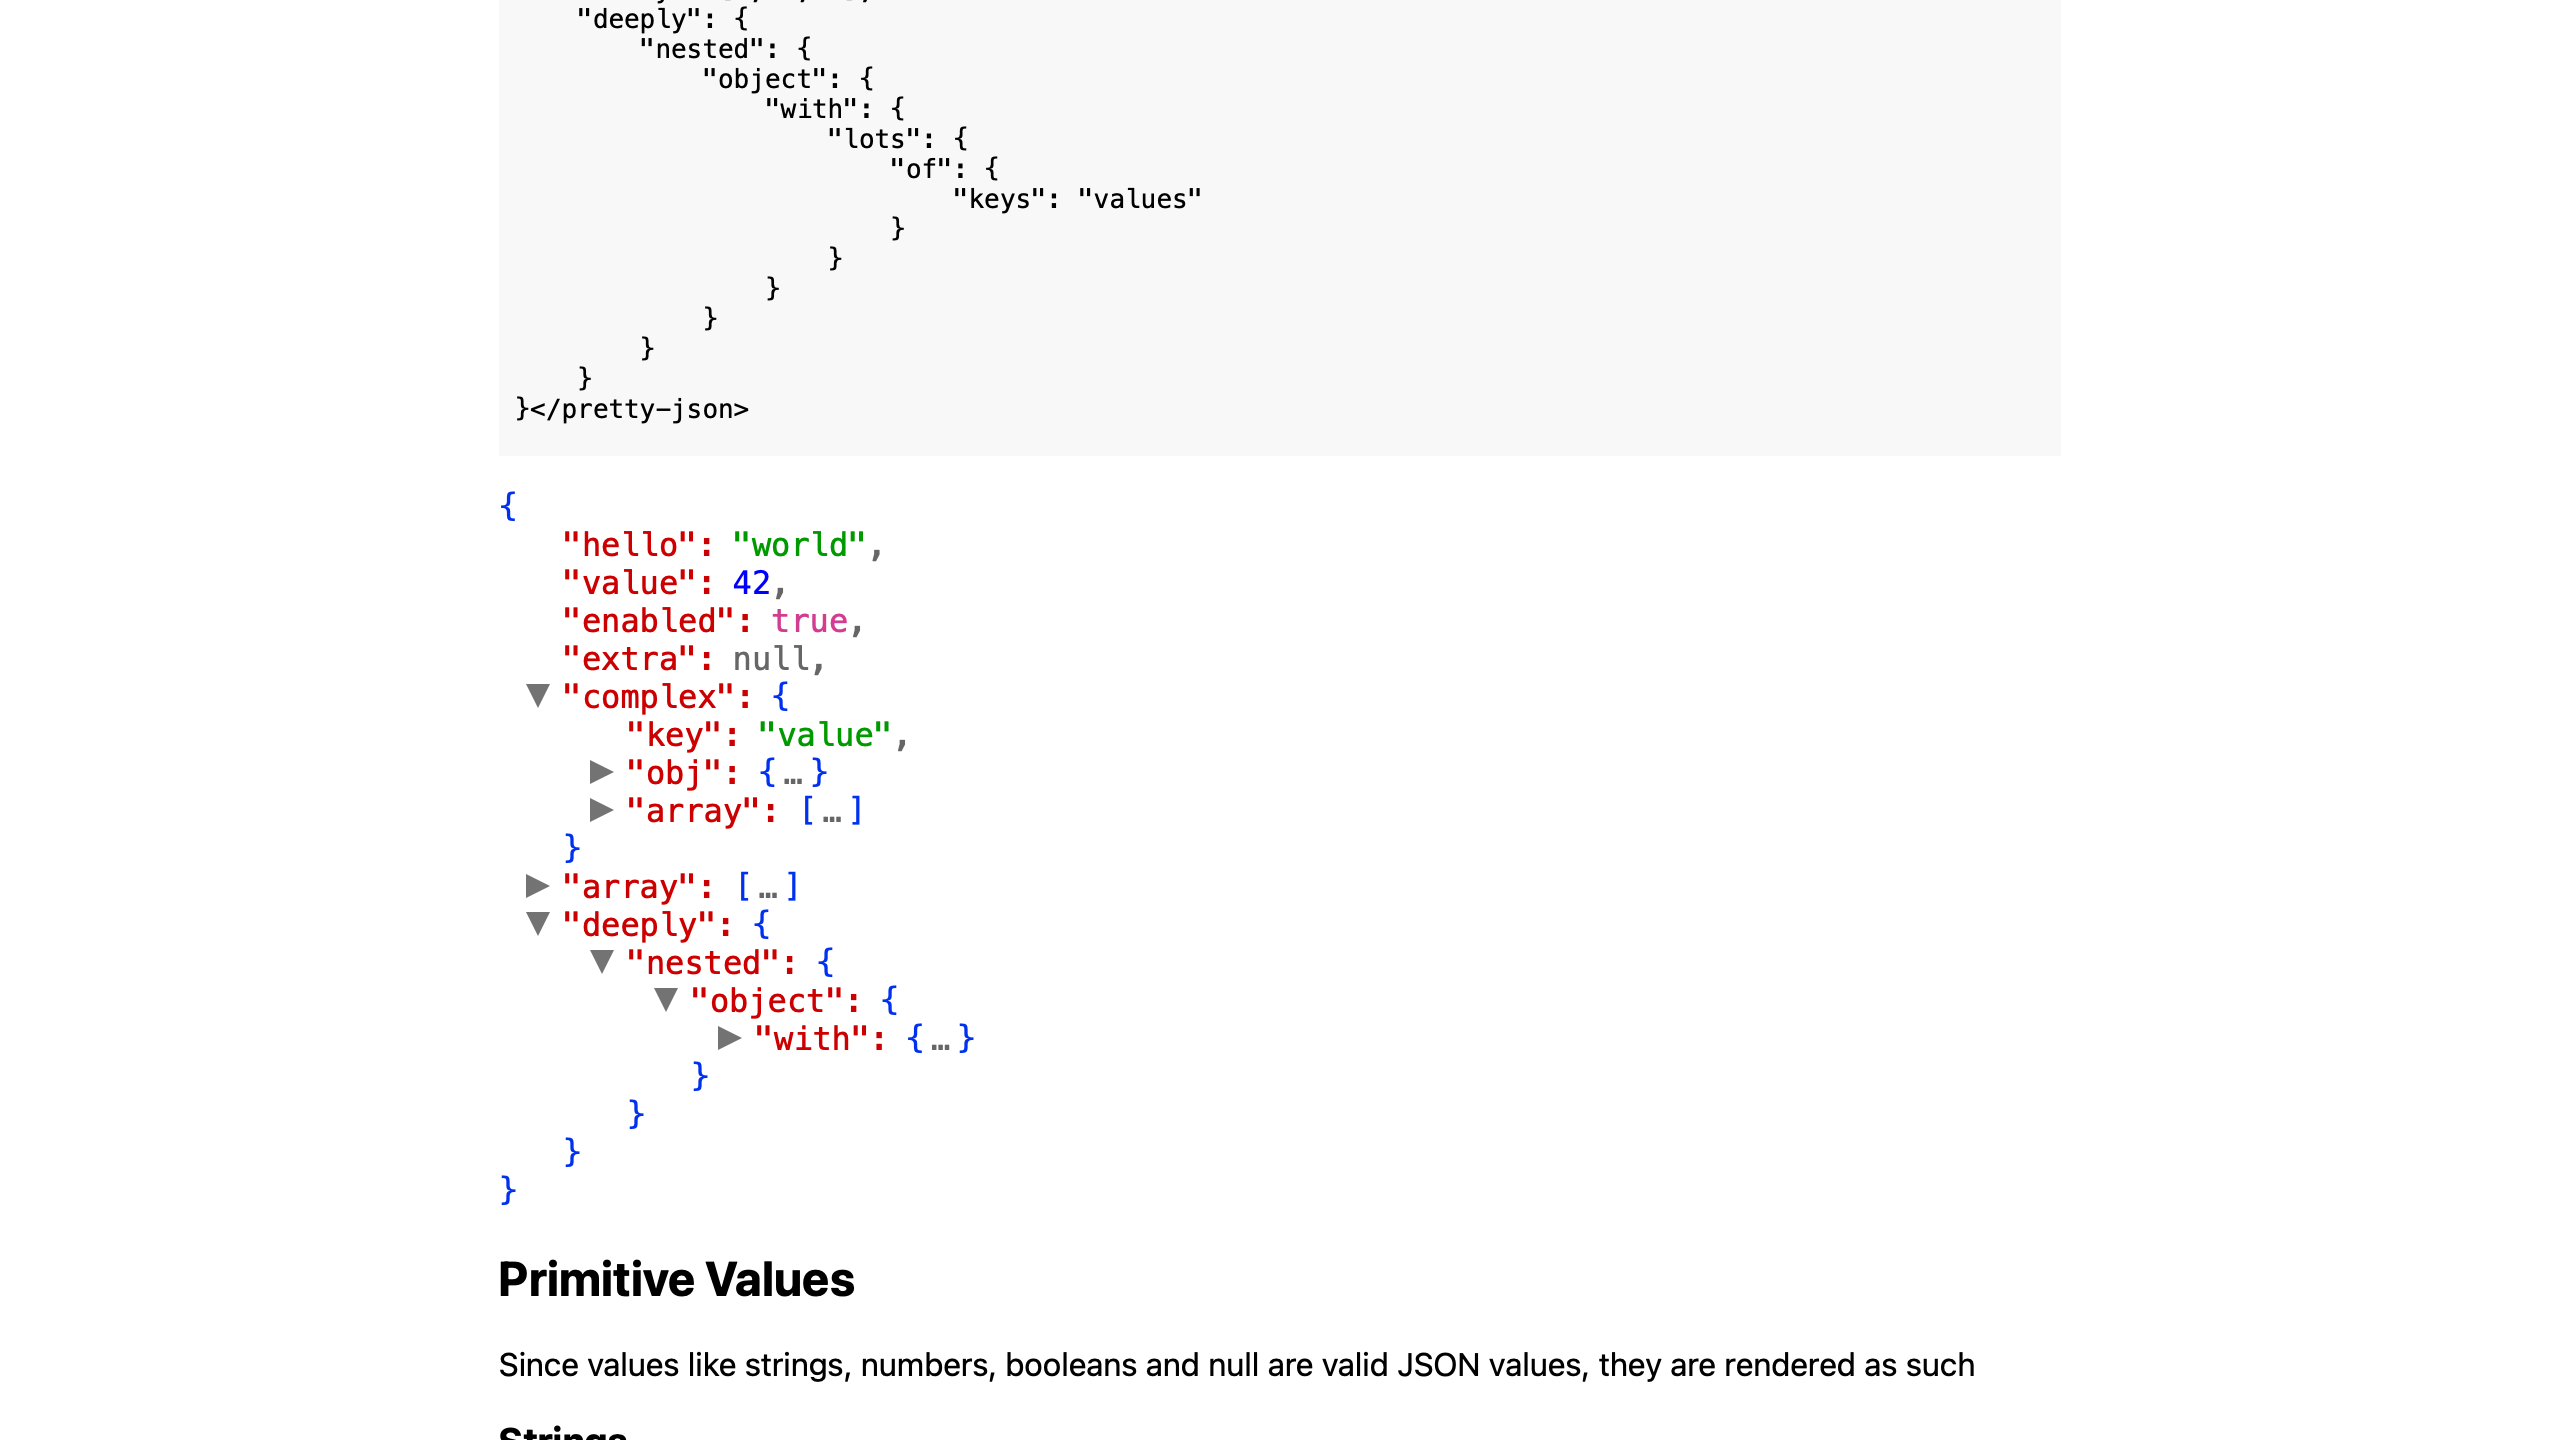 "deeply": {
"nested": {
"object": {
"with": {
"lots": {
"of": {
"keys": "values"
}
}
}
}
}
}
}</pretty-json>
{
"hello": "world",
"value": 42,
"enabled": true,
"extra": null,
▼ "complex": {
"key": "value",
▶ "obj": {…}
▶ "array": […]
}
▶ "array": […]
▼ "deeply": {
▼ "nested": {
▼ "object": {
▶ "with": {…}
}
}
}
}
Primitive Values
Since values like strings, numbers, booleans and null are valid JSON values, they are rendered as such
Strings